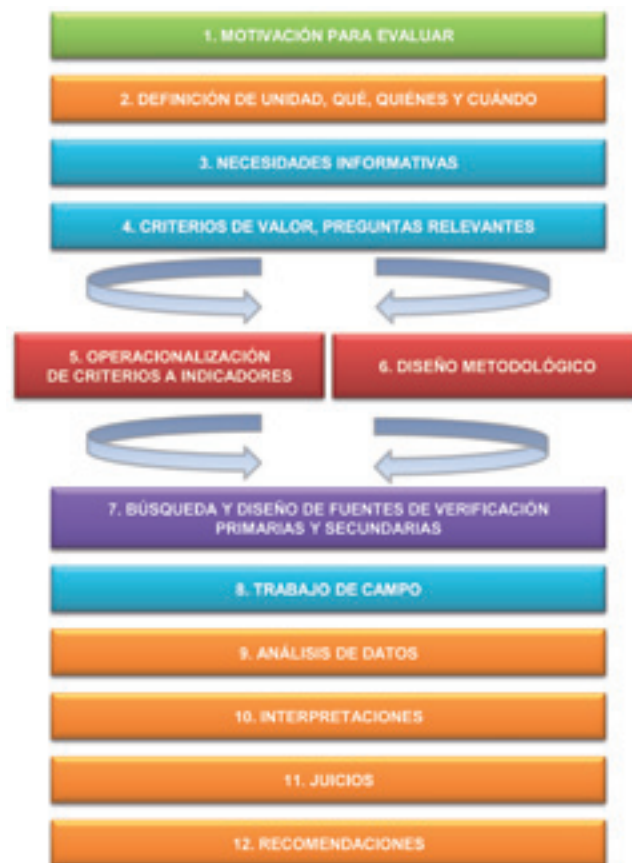 1. MOTIVACIÓN PARA EVALUAR
2. DEFINICIÓN DE UNIDAD, QUÉ, QUIÉNES Y CUÁNDO
3. NECESIDADES INFORMATIVAS
4. CRITERIOS DE VALOR, PREGUNTAS RELEVANTES
5. OPERACIONALIZACIÓN
DE CRITERIOS A INDICADORES
6. DISEÑO METODOLÓGICO
7. BÚSQUEDA Y DISEÑO DE FUENTES DE VERIFICACIÓN
PRIMARIAS Y SECUNDARIAS
8. TRABAJO DE CAMPO
9. ANÁLISIS DE DATOS
10. INTERPRETACIONES
11. JUICIOS
12. RECOMENDACIONES